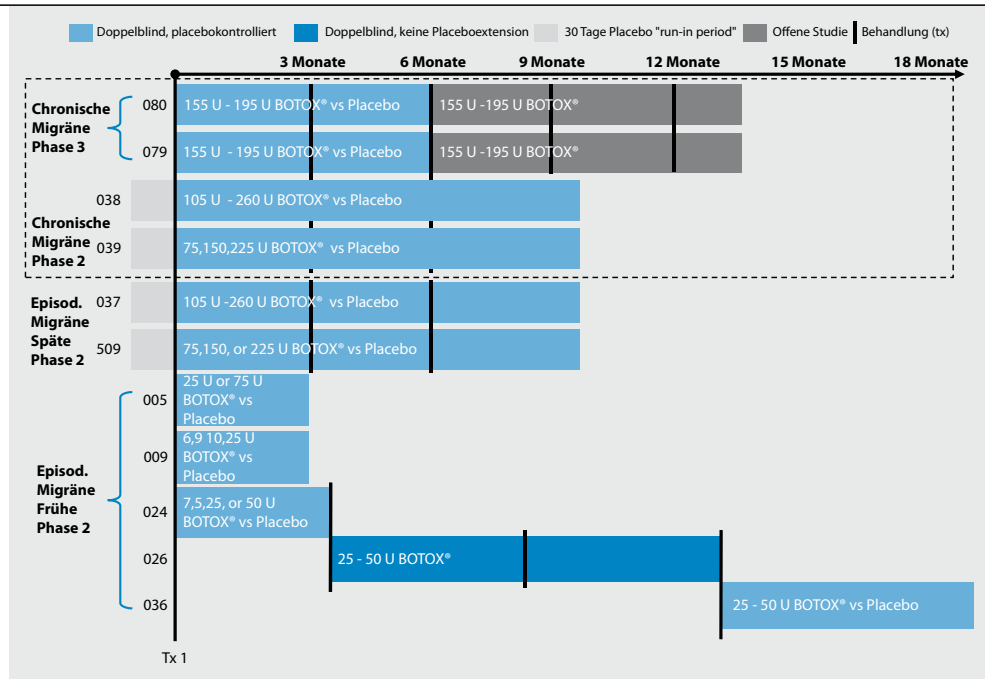 Doppelblind, placebokontrolliert
Doppelblind, keine Placeboextension
30 Tage Placebo "run-in period"
Offene Studie
Behandlung (tx)
3 Monate
6 Monate
9 Monate
12 Monate
15 Monate
18 Monate
Chronische
Migräne
Phase 3
080
155 U - 195 U BOTOX® vs Placebo
155 U -195 U BOTOX®
079
155 U - 195 U BOTOX® vs Placebo
155 U -195 U BOTOX®
Chronische
Migräne
Phase 2
038
105 U - 260 U BOTOX® vs Placebo
039
75,150,225 U BOTOX® vs Placebo
Episod.
Migräne
Späte
Phase 2
037
105 U -260 U BOTOX® vs Placebo
509
75,150, or 225 U BOTOX® vs Placebo
Episod.
Migräne
Frühe
Phase 2
005
25 U or 75 U
BOTOX® vs
Placebo
009
6,9 10,25 U
BOTOX® vs
Placebo
024
7,5,25, or 50 U
BOTOX® vs Placebo
026
25 - 50 U BOTOX®
036
25 - 50 U BOTOX® vs Placebo
Tx 1